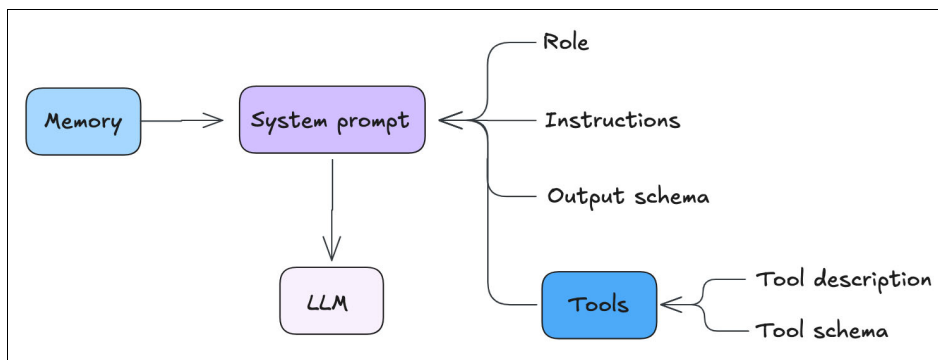 Role
Memory
System prompt
Instructions
Output schema
LLM
Tools
Tool description
Tool schema